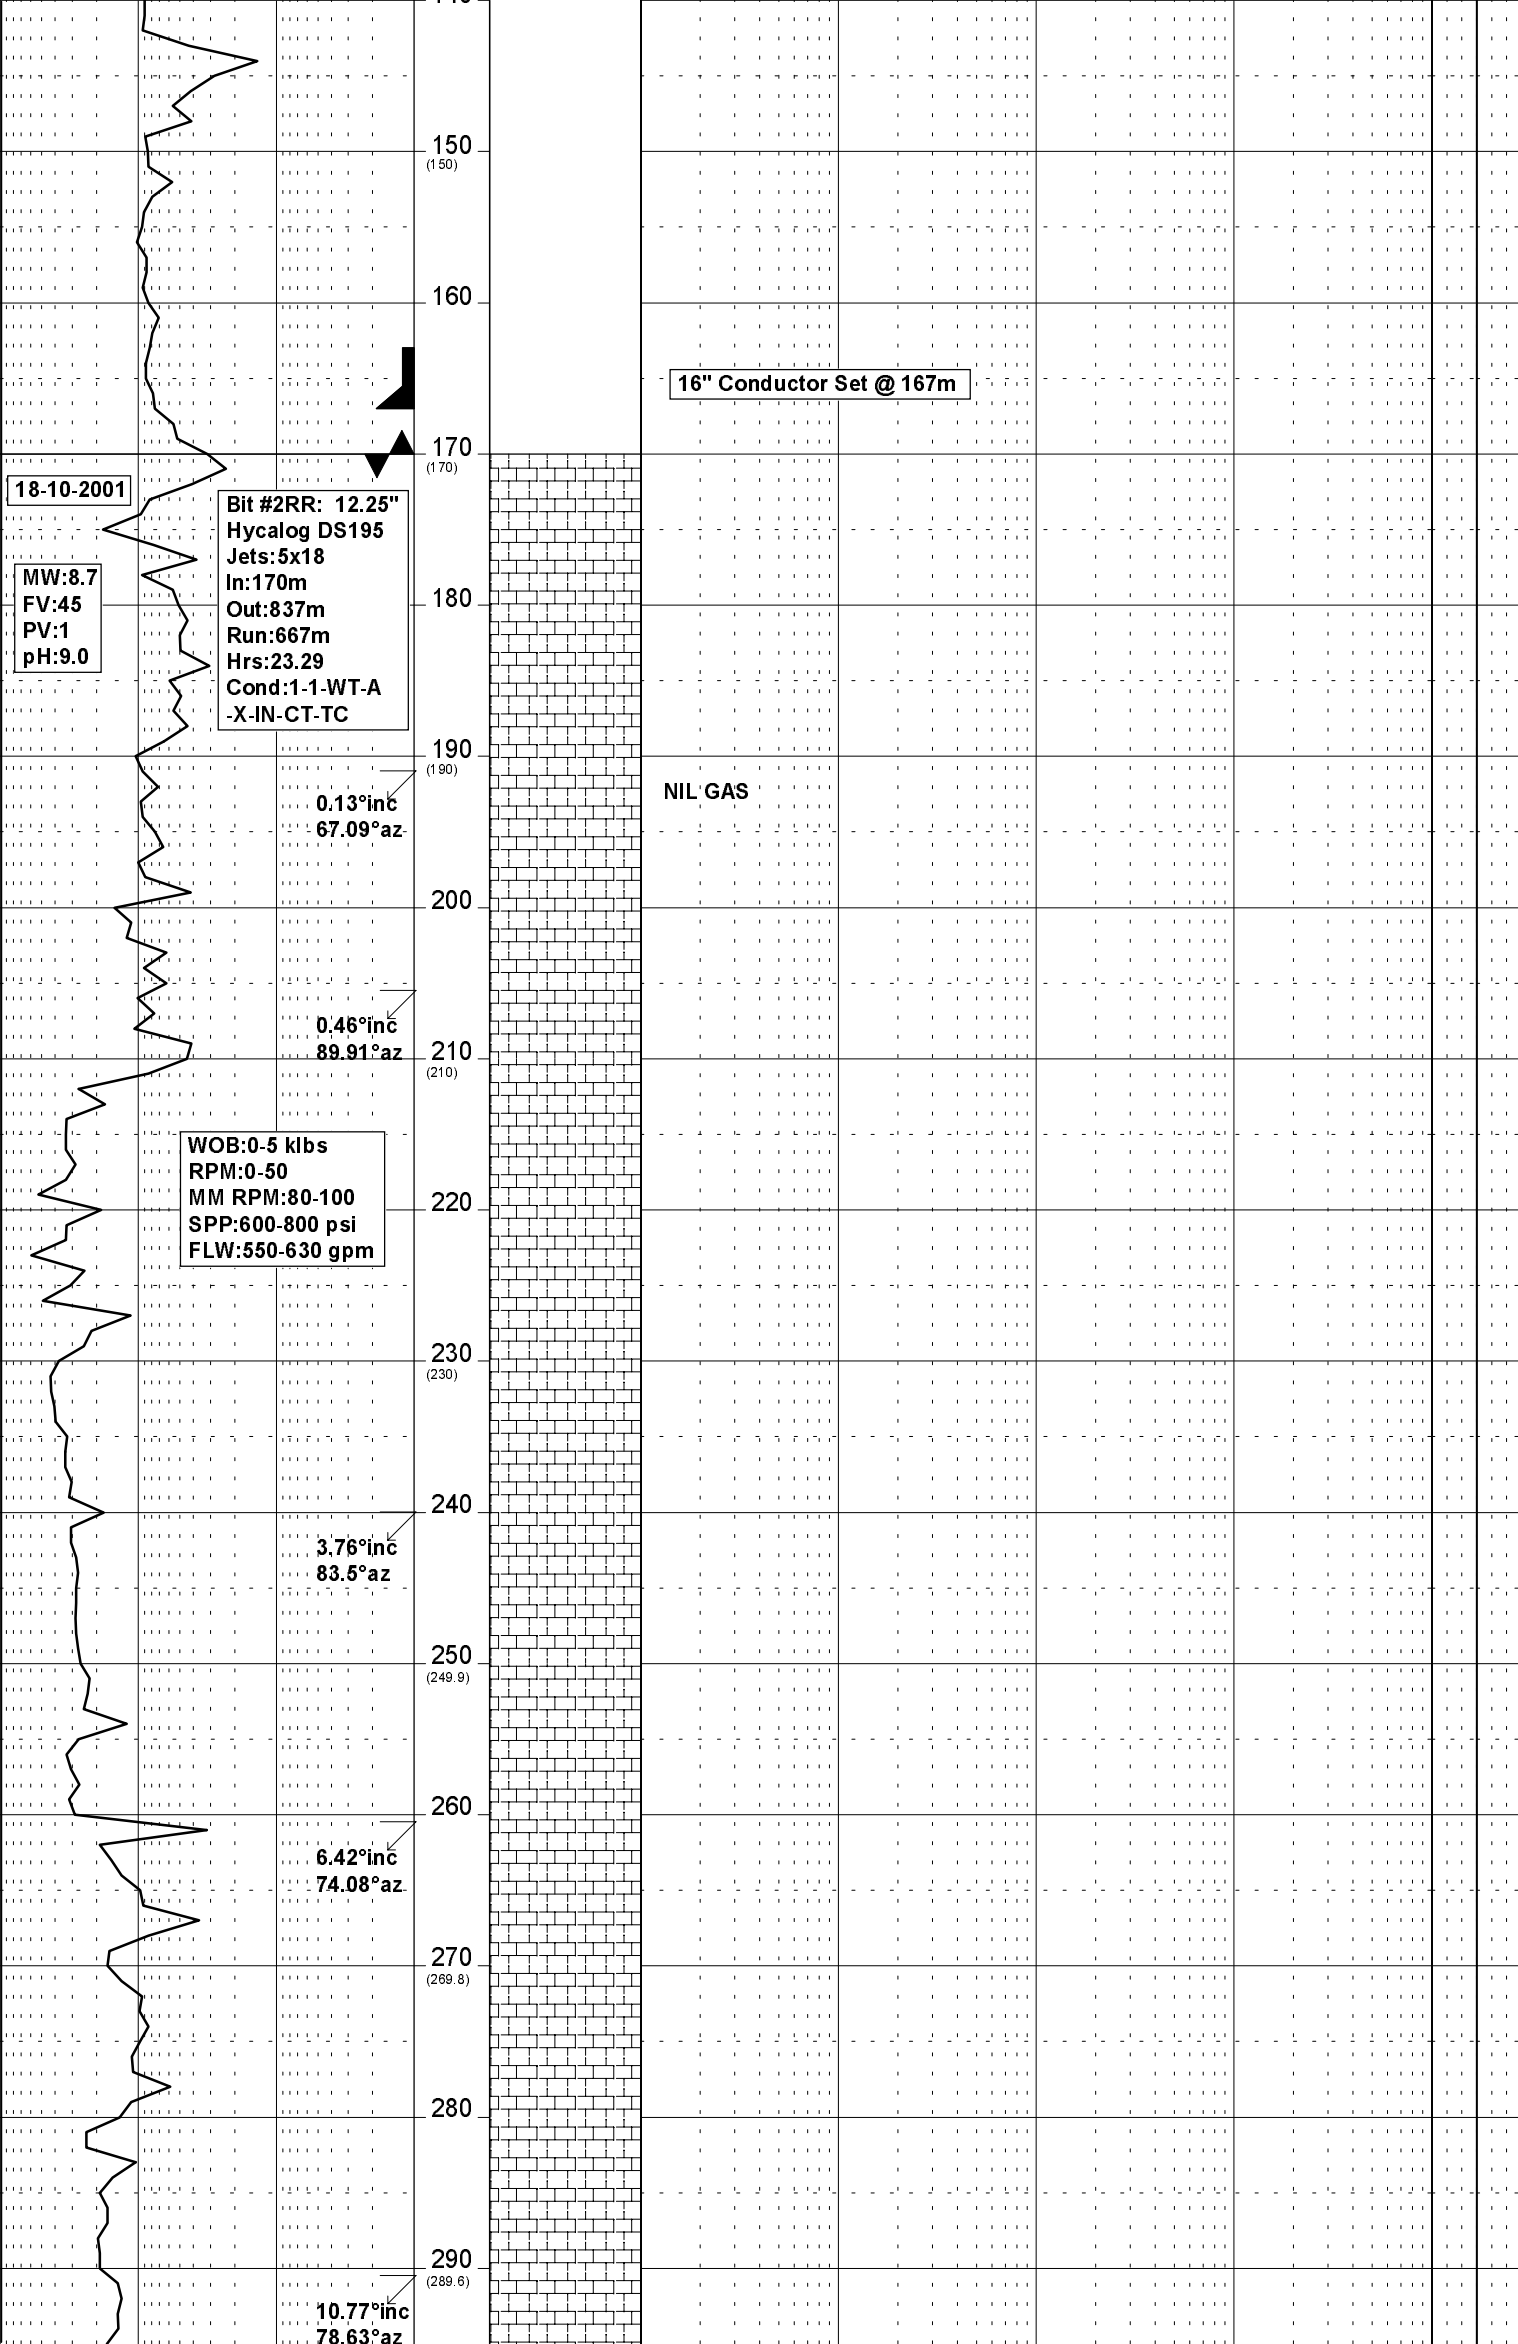 150
(150)
160
16" Conductor Set @ 167m
170
(170)
18-10-2001
Bit #2RR:  12.25"
Hycalog DS195
Jets:5x18
In:170m
Out:837m
Run:667m
Hrs:23.29
Cond:1-1-WT-A
-X-IN-CT-TC
MW:8.7
FV:45
PV:1
pH:9.0
180
190
(190)
NIL GAS
0.13°inc
67.09°az
200
0.46°inc
89.91°az
210
(210)
WOB:0-5 klbs
RPM:0-50
MM RPM:80-100
SPP:600-800 psi
FLW:550-630 gpm
220
230
(230)
240
3.76°inc
83.5°az
250
(249.9)
260
6.42°inc
74.08°az
270
(269.8)
280
290
(289.6)
10.77°inc
78.63°az